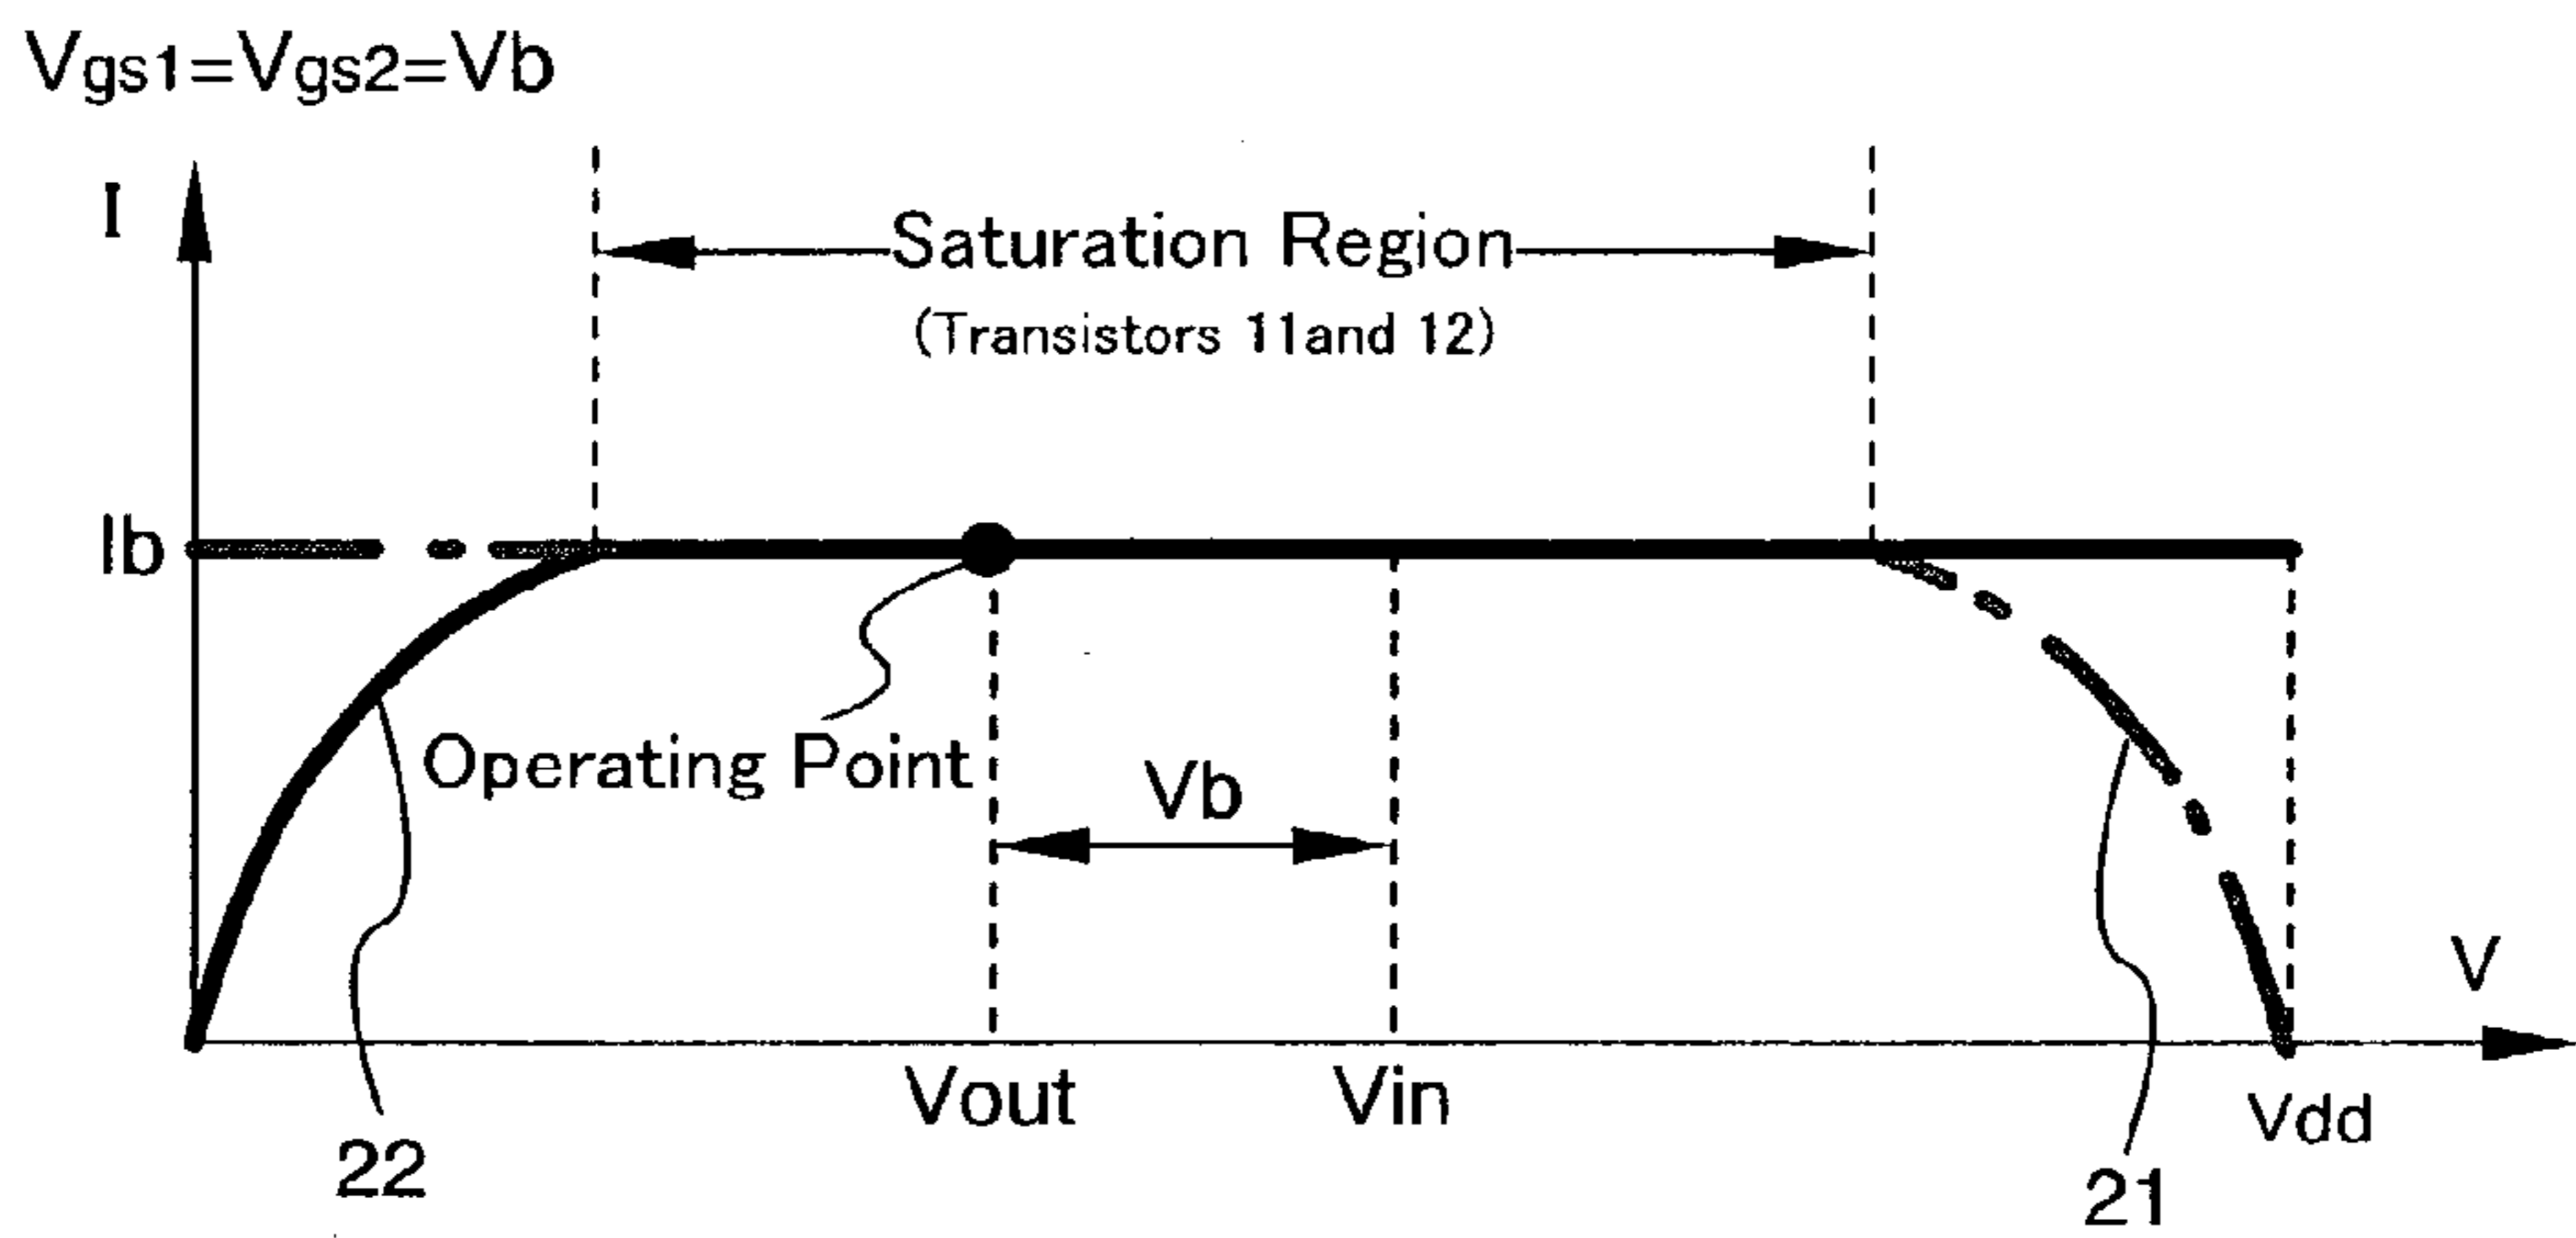 Vgs1=Vgs2=Vb
I
Saturation Region
(Transistors 11and 12)
Ib
Operating Point
Vb
V
Vout
Vin
Vdd
22
21